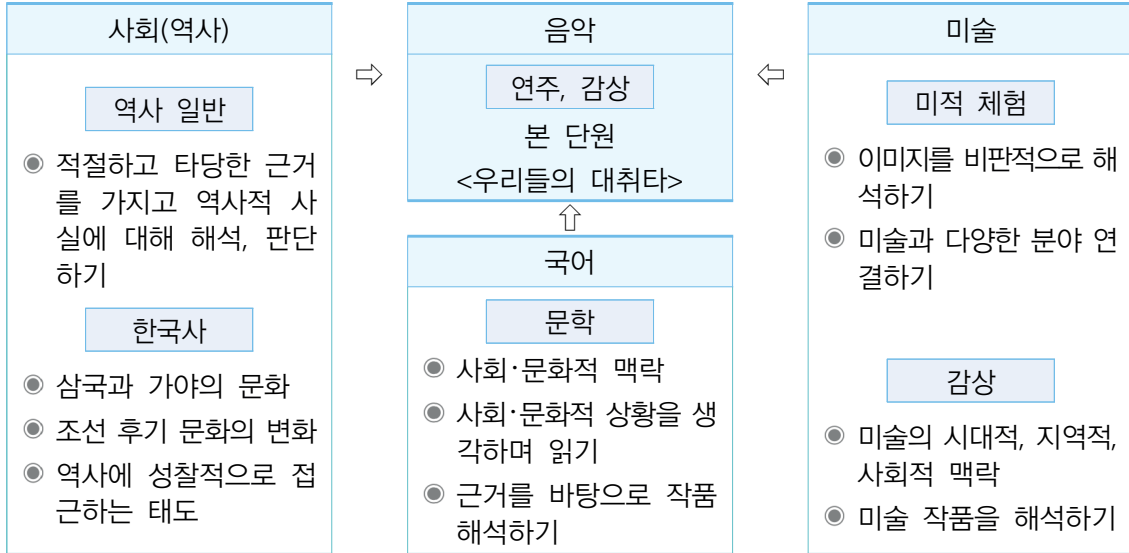 사회(역사)
역사 일반
◉ 적절하고 타당한 근거
를 가지고 역사적 사
실에 대해 해석, 판단
하기
한국사
◉ 삼국과 가야의 문화
◉ 조선 후기 문화의 변화
◉ 역사에 성찰적으로 접
근하는 태도
⇨
음악
연주, 감상
본 단원
<우리들의 대취타>
⇧
국어
문학
◉ 사회·문화적 맥락
◉ 사회·문화적 상황을 생
각하며 읽기
◉ 근거를 바탕으로 작품
해석하기
⇦
미술
미적 체험
◉ 이미지를 비판적으로 해
석하기
◉ 미술과 다양한 분야 연
결하기
감상
◉ 미술의 시대적, 지역적,
사회적 맥락
◉ 미술 작품을 해석하기